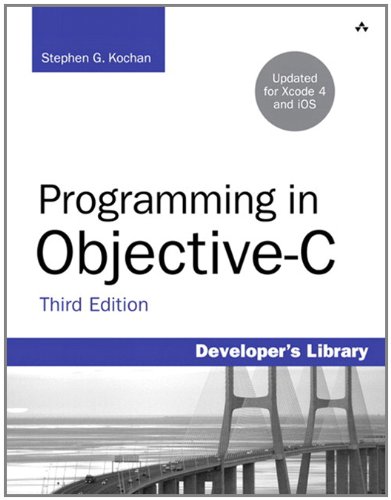 Stephen G. Kochan
Updated
for Xcode 4
and iOS
Programming in
Objective-C
Third Edition
Developer's Library